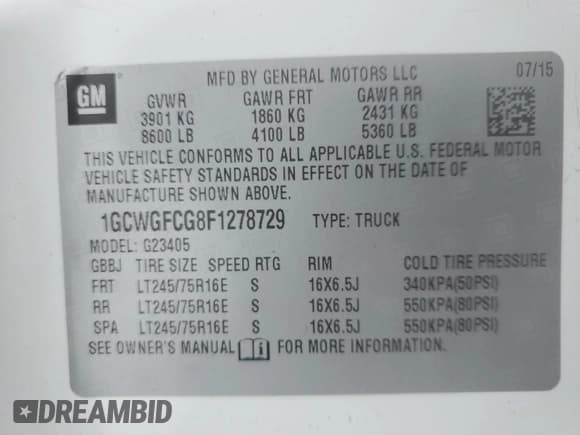 GM
MFD BY GENERAL MOTORS LLC 07/15
GVWR GAWR FRT GAWR RR
3901 KG 1860 KG 2431 KG
8600 LB 4100 LB 5360 LB
THIS VEHICLE CONFORMS TO ALL APPLICABLE U.S. FEDERAL MOTOR
VEHICLE SAFETY STANDARDS IN EFFECT ON THE DATE OF
MANUFACTURE SHOWN ABOVE.
1GCWGFCG8F1278729 TYPE: TRUCK
MODEL: G23405
GBBJ TIRE SIZE SPEED RTG RIM COLD TIRE PRESSURE
FRT LT245/75R16E S 16X6.5J 340KPA(50PSI)
RR LT245/75R16E S 16X6.5J 550KPA(80PSI)
SPA LT245/75R16E S 16X6.5J 550KPA(80PSI)
SEE OWNER'S MANUAL FOR MORE INFORMATION.
DREAMBID